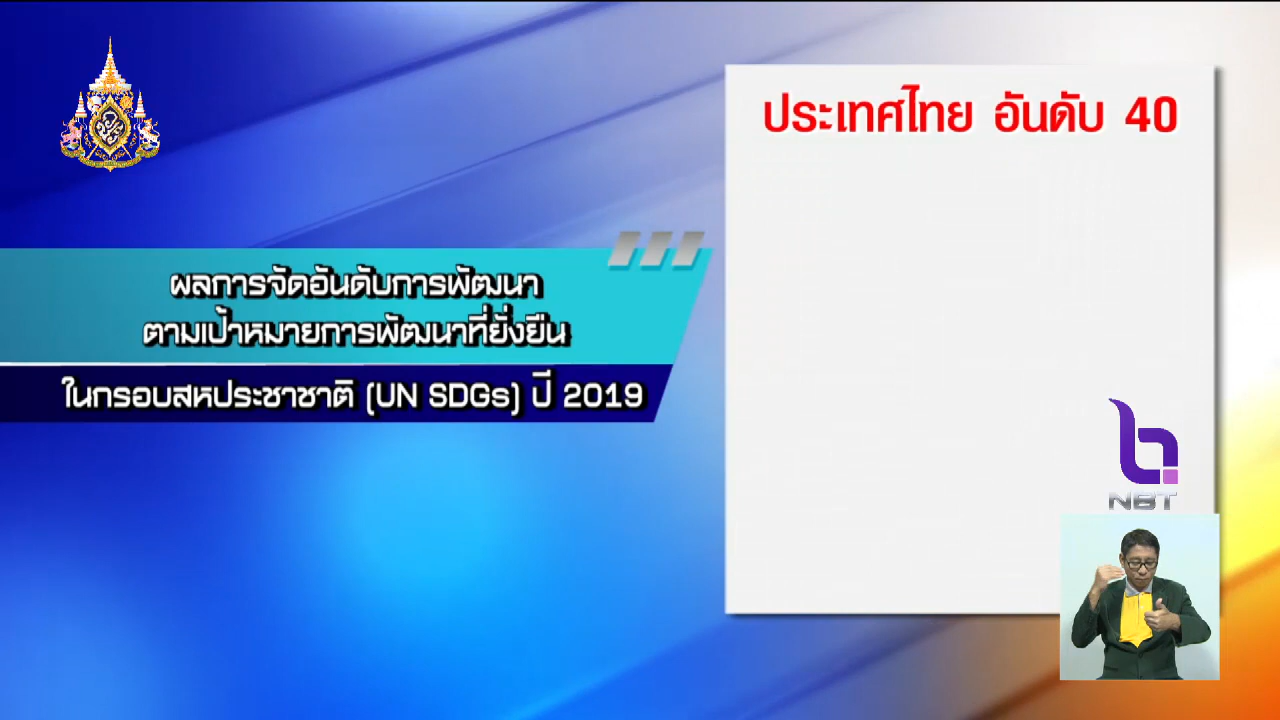 ประเทศไทย อันดับ 40
ผลการจัดอันดับการพัฒนา
ตามเป้าหมายการพัฒนาที่ยั่งยืน
ในกรอบสหประชาชาติ (UN SDGs) ปี 2019
NBT